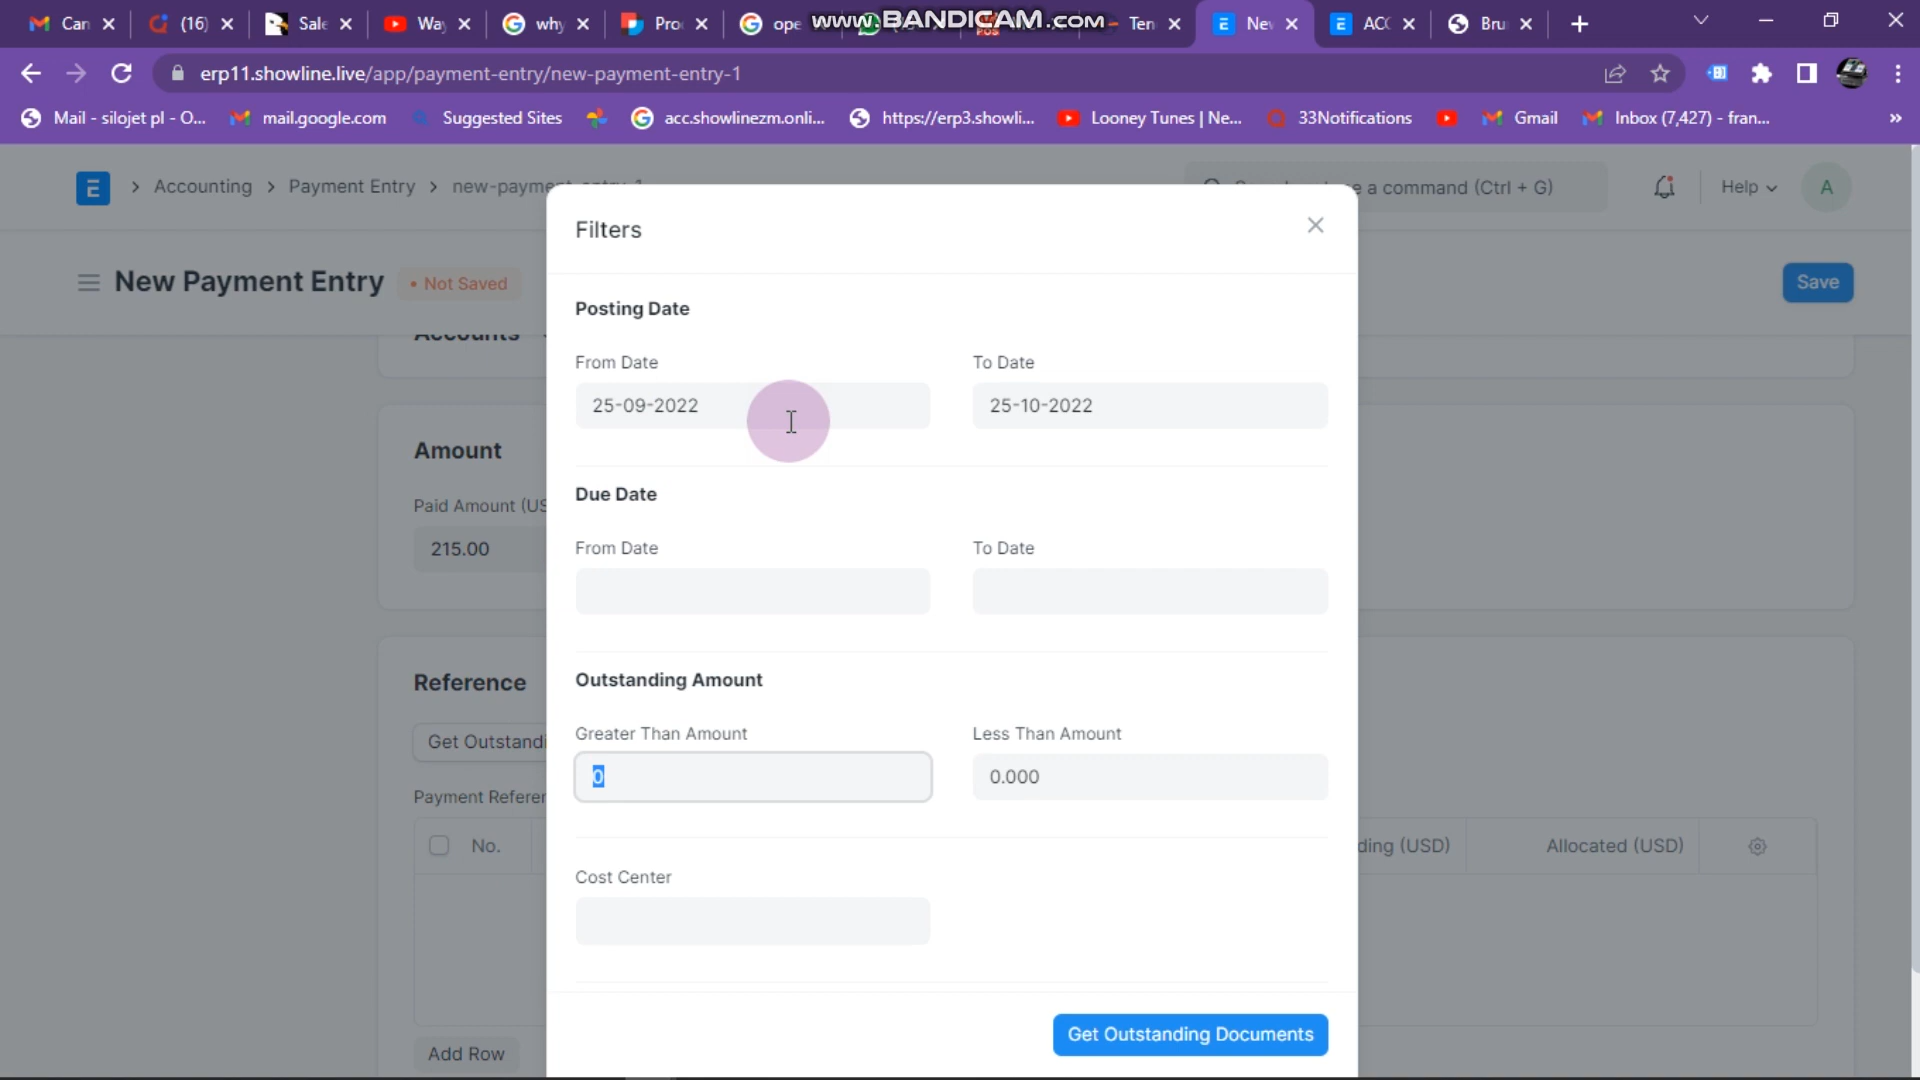 Can
(16)
Sale
Wa
why
Pro
ope
www.BANDICAM.com
Ten
Nev
ACC
Bru
erp11.showline.live/app/payment-entry/new-payment-entry-1
Mail - silojet pl - O...
mail.google.com
Suggested Sites
acc.showlinezm.onli...
https://erp3.showli...
Looney Tunes | Ne...
33Notifications
Gmail
Inbox (7,427) - fran...
»
E
Accounting
Payment Entry
new-payment-entry-1
a command (Ctrl + G)
Help
A
New Payment Entry
• Not Saved
Save
Filters
Posting Date
From Date
To Date
25-09-2022
25-10-2022
Accounts
Amount
Paid Amount (US
215.00
Due Date
From Date
To Date
Outstanding Amount
Greater Than Amount
Less Than Amount
0
0.000
Reference
Get Outstandi
Payment Referen
No.
ding (USD)
Allocated (USD)
Cost Center
Get Outstanding Documents
Add Row